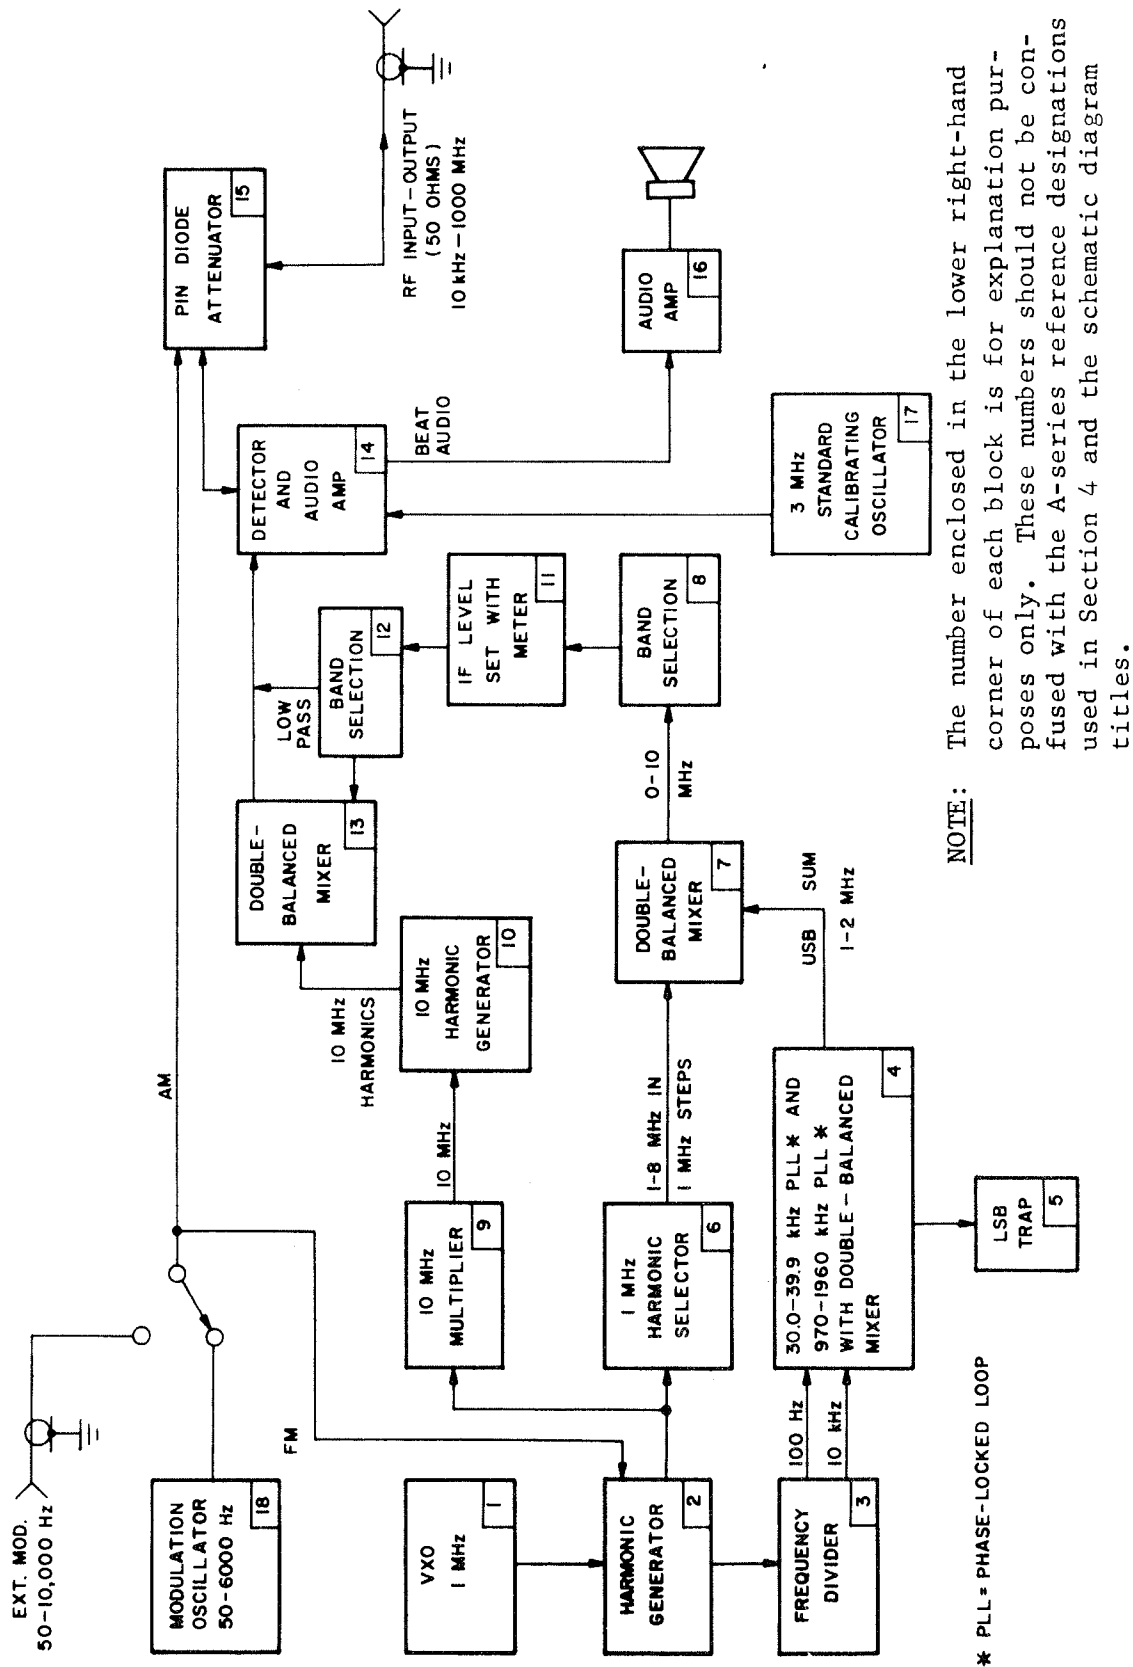 EXT. MOD.
50-10,000 Hz
MODULATION
OSCILLATOR
50-6000 Hz
18
AM
FM
PIN DIODE
ATTENUATOR
15
RF INPUT-OUTPUT
(50 OHMS)
10 kHz-1000 MHz
VXO
1 MHz
1
HARMONIC
GENERATOR
2
FREQUENCY
DIVIDER
3
100 Hz
10 kHz
10 MHz
MULTIPLIER
9
10 MHz
10 MHz
HARMONIC
GENERATOR
10
10 MHz
HARMONICS
DOUBLE-
BALANCED
MIXER
13
LOW
PASS
BAND
SELECTION
12
IF LEVEL
SET WITH
METER
11
DETECTOR
AND
AUDIO
AMP
14
BEAT
AUDIO
1 MHz
HARMONIC
SELECTOR
6
1-8 MHz IN
1 MHz STEPS
DOUBLE-
BALANCED
MIXER
7
0-10
MHz
BAND
SELECTION
8
AUDIO
AMP
16
30.0-39.9 kHz PLL* AND
970-1960 kHz PLL *
WITH DOUBLE-BALANCED
MIXER
4
USB SUM
1-2 MHz
LSB
TRAP
5
3 MHz
STANDARD
CALIBRATING
OSCILLATOR
17
* PLL= PHASE-LOCKED LOOP
NOTE: The number enclosed in the lower right-hand
corner of each block is for explanation pur-
poses only. These numbers should not be con-
fused with the A-series reference designations
used in Section 4 and the schematic diagram
titles.